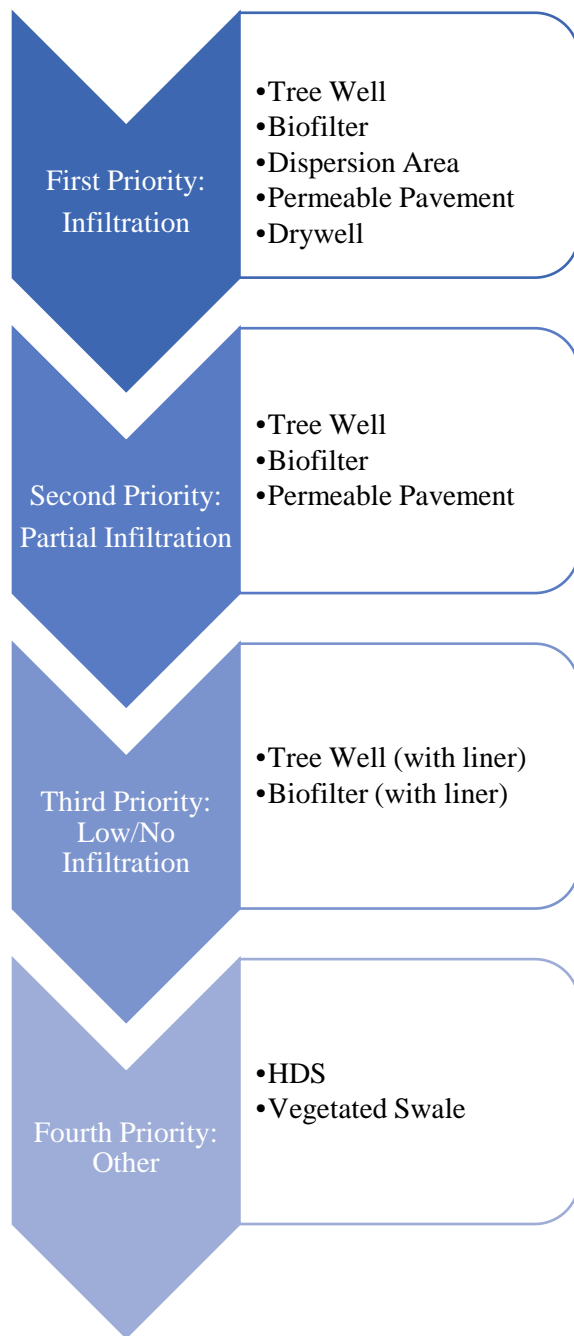 First Priority:
Infiltration
•Tree Well
•Biofilter
•Dispersion Area
•Permeable Pavement
•Drywell
Second Priority:
Partial Infiltration
•Tree Well
•Biofilter
•Permeable Pavement
Third Priority:
Low/No
Infiltration
•Tree Well (with liner)
•Biofilter (with liner)
Fourth Priority:
Other
•HDS
•Vegetated Swale